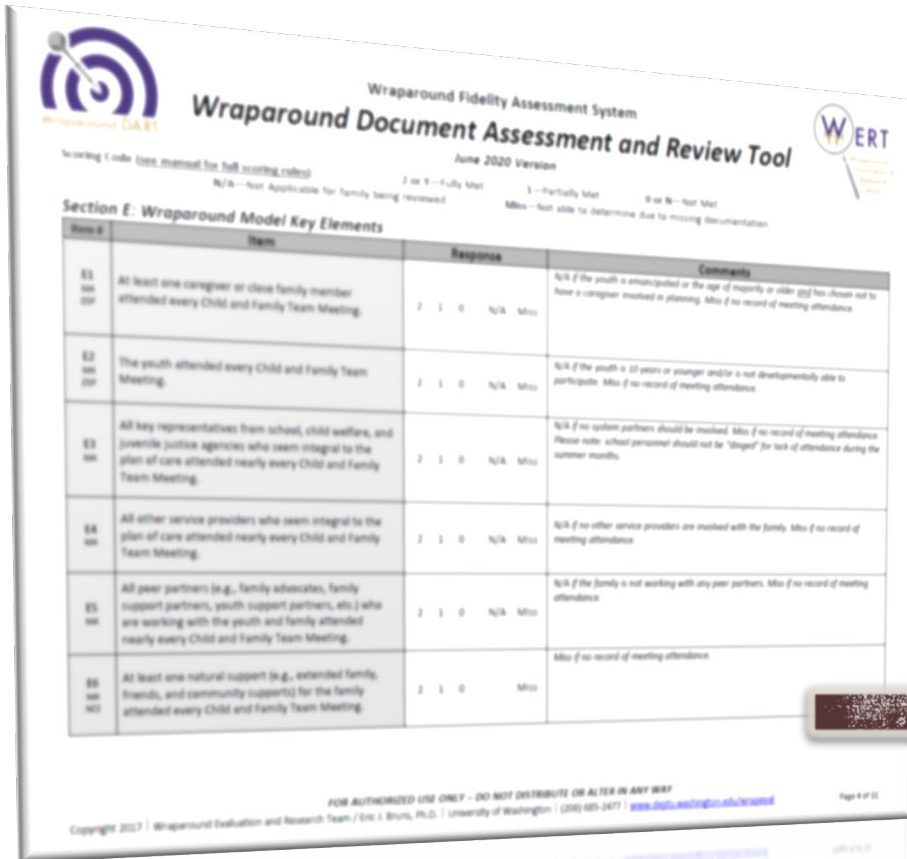 Wraparound Fidelity Assessment System
Wraparound Document Assessment and Review Tool
June 2020 Version
Wraparound DART
WERT
Scoring Code (see manual for full scoring rules)
2 or Y—Fully Met 1—Partially Met 0 or N—Not Met
N/A—Not Applicable for family being reviewed Miss—Not able to determine due to missing documentation
Section E: Wraparound Model Key Elements
Item # Item Response Comments
E1
At least one caregiver or close family member
attended every Child and Family Team Meeting.
2 1 0 N/A Miss
N/A if the youth is emancipated or the age of majority or older and has chosen not to
have a caregiver involved in planning. Miss if no record of meeting attendance.
E2
The youth attended every Child and Family Team
Meeting.
2 1 0 N/A Miss
N/A if the youth is 10 years or younger and/or is not developmentally able to
participate. Miss if no record of meeting attendance.
E3
All key representatives from school, child welfare, and
juvenile justice agencies who seem integral to the
plan of care attended nearly every Child and Family
Team Meeting.
2 1 0 N/A Miss
N/A if no system partners should be involved. Miss if no record of meeting attendance.
Please note: school personnel should not be "dinged" for lack of attendance during the
summer months.
E4
All other service providers who seem integral to the
plan of care attended nearly every Child and Family
Team Meeting.
2 1 0 N/A Miss
N/A if no other service providers are involved with the family. Miss if no record of
meeting attendance.
E5
All peer partners (e.g., family advocates, family
support partners, youth support partners, etc.) who
are working with the youth and family attended
nearly every Child and Family Team Meeting.
2 1 0 N/A Miss
N/A if the family is not working with any peer partners. Miss if no record of meeting
attendance.
E6
At least one natural support (e.g., extended family,
friends, and community supports) for the family
attended every Child and Family Team Meeting.
2 1 0 Miss
Miss if no record of meeting attendance.
FOR AUTHORIZED USE ONLY – DO NOT DISTRIBUTE OR ALTER IN ANY WAY
Copyright 2017 | Wraparound Evaluation and Research Team / Eric J. Bruns, Ph.D. | University of Washington | (206) 685-2477 | www.depts.washington.edu/wrapeval
Page 4 of 11